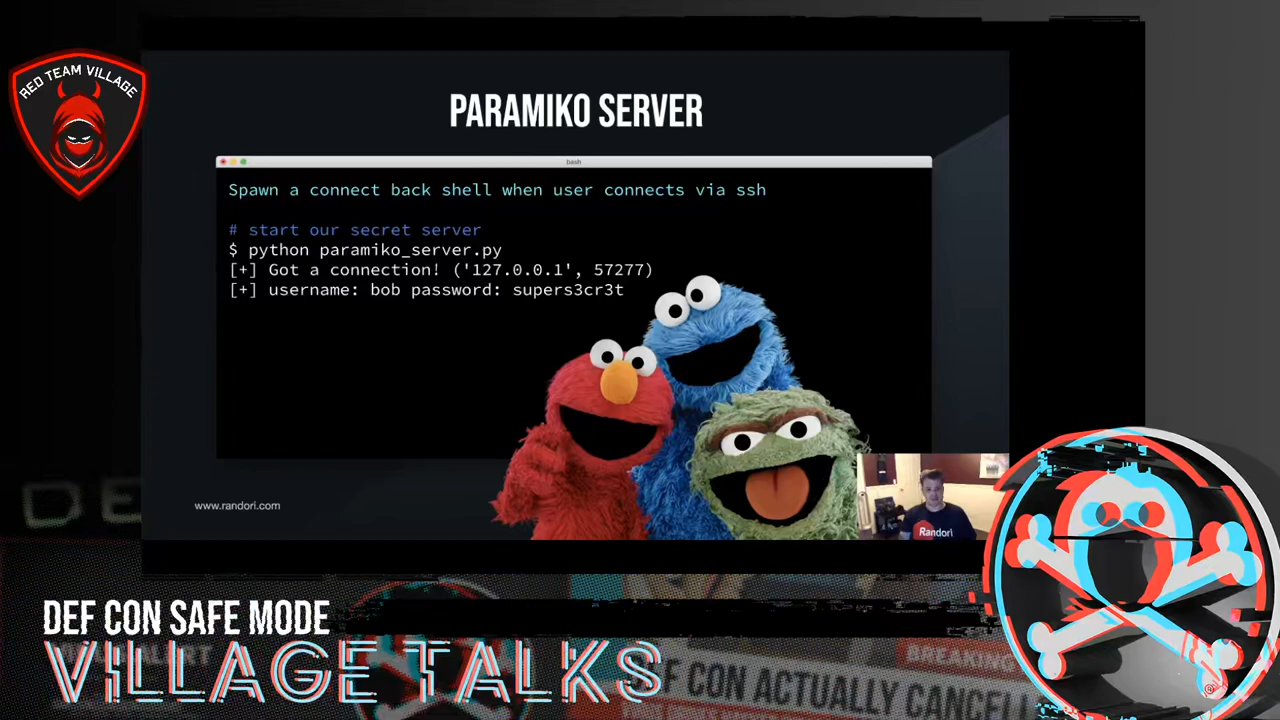 RED TEAM VILLAGE
PARAMIKO SERVER
bash
Spawn a connect back shell when user connects via ssh
# start our secret server
$ python paramiko_server.py
[+] Got a connection! ('127.0.0.1', 57277)
[+] username: bob password: supers3cr3t
www.randori.com
Randori
DEF CON SAFE MODE
VILLAGE TALKS
BREAKING
DEF CON ACTUALLY CANCELL